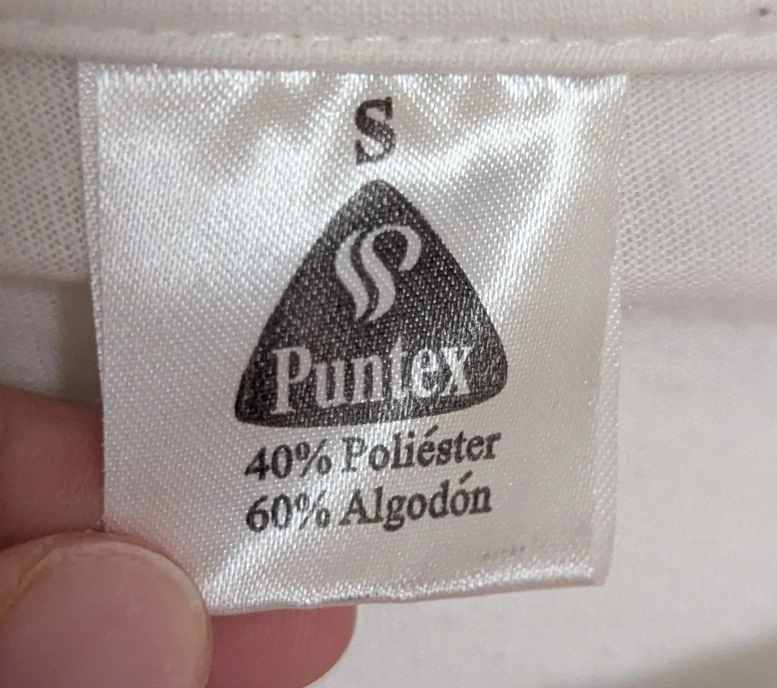 S
Puntex
40% Poliéster
60% Algodón